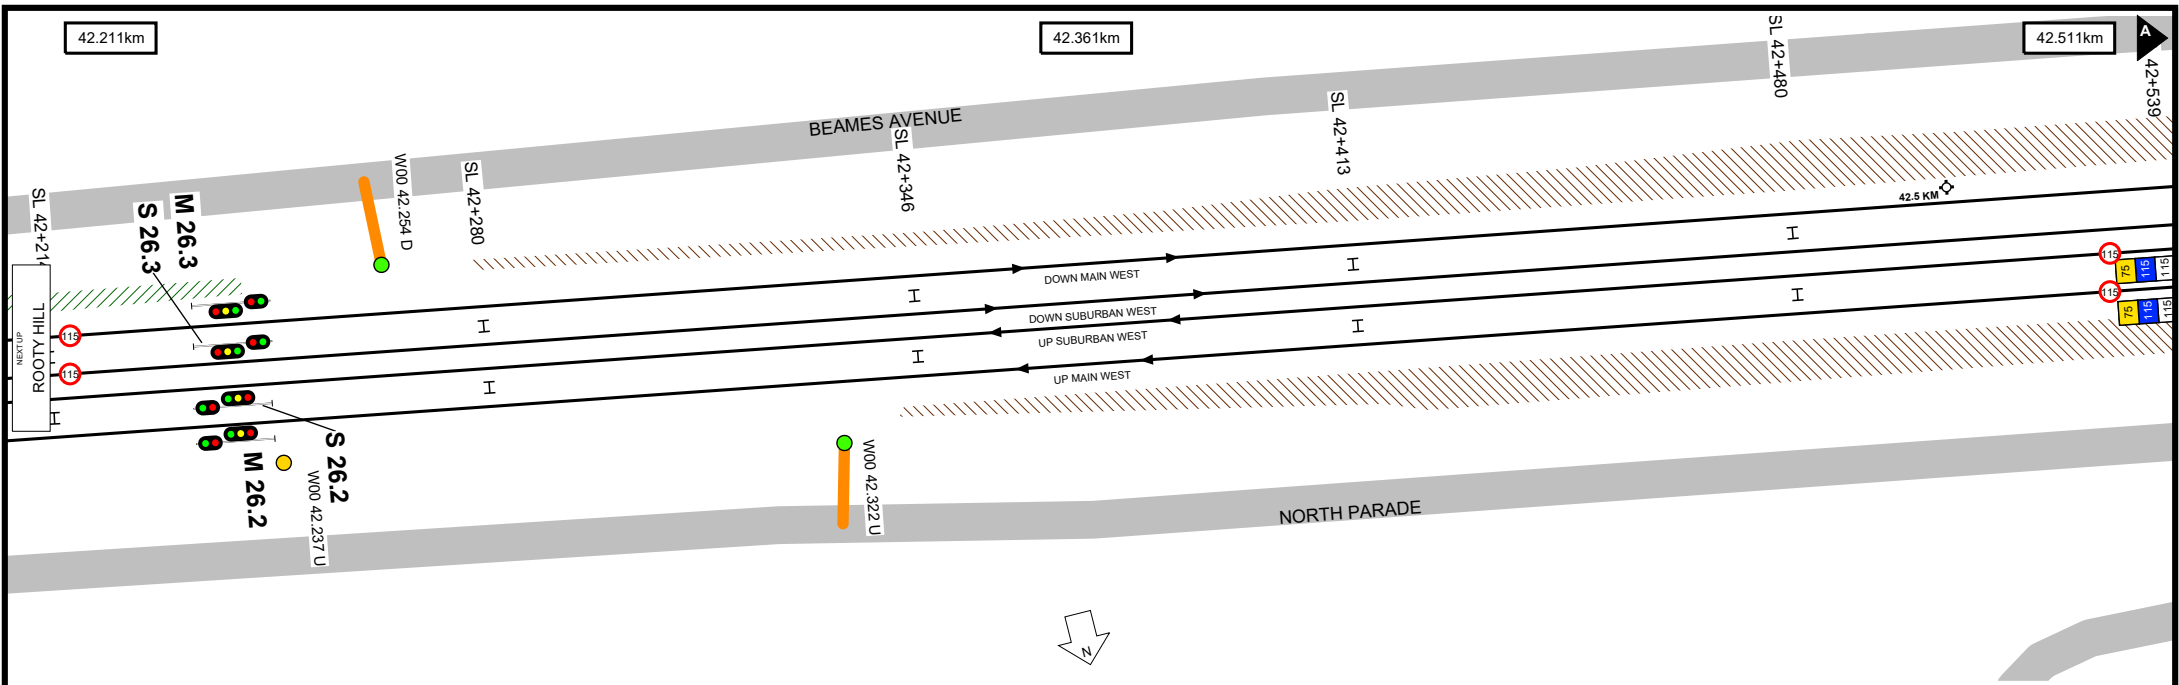 42.211km
42.361km
42.511km
A
SL 42+480
42+539
BEAMES AVENUE
SL 42+413
SL 42+346
W00 42.254 D
SL 42+280
SL 42+214
M 26.3
S 26.3
42.5 KM
DOWN MAIN WEST
DOWN SUBURBAN WEST
UP SUBURBAN WEST
UP MAIN WEST
NEXT UP
ROOTY HILL
115
115
115
75
115
115
115
75
115
115
S 26.2
M 26.2
W00 42.237 U
W00 42.322 U
NORTH PARADE
N